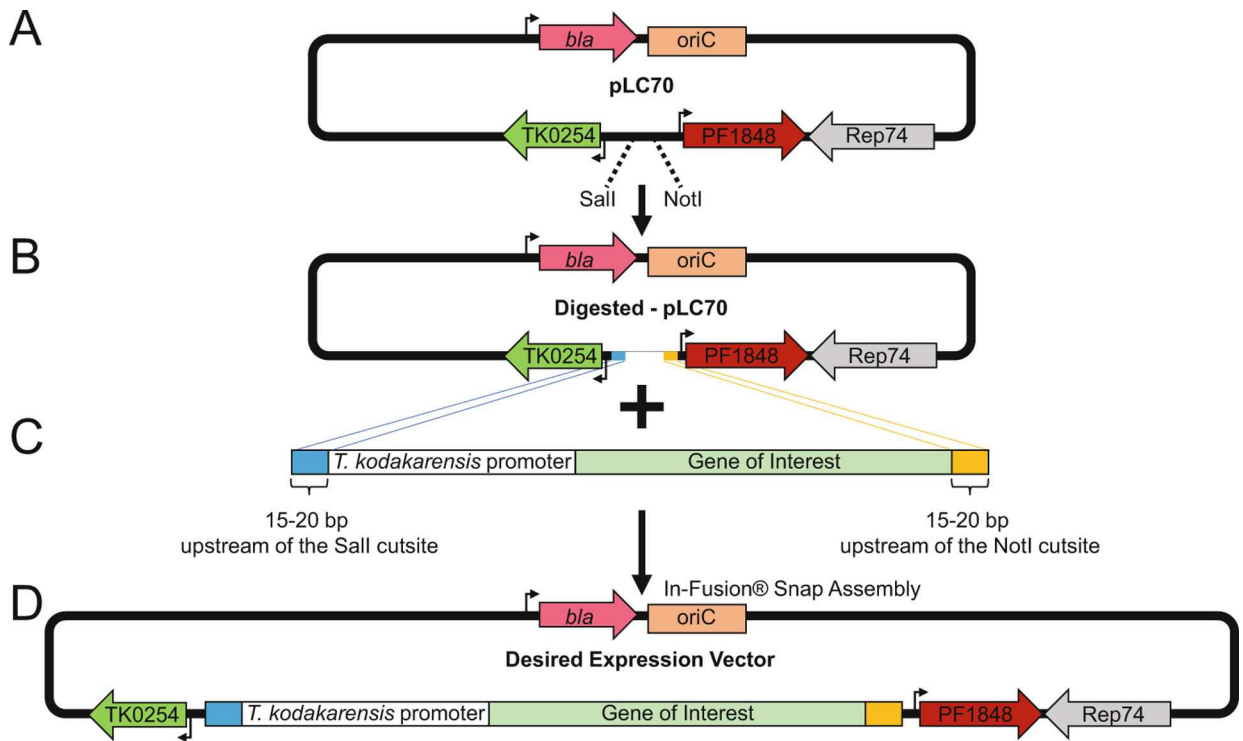 A
bla
oriC
pLC70
TK0254
PF1848
Rep74
SalI
NotI
B
bla
oriC
Digested - pLC70
TK0254
PF1848
Rep74
+
C
T. kodakarensis promoter
Gene of Interest
15-20 bp
upstream of the SalI cutsite
15-20 bp
upstream of the NotI cutsite
In-Fusion® Snap Assembly
D
bla
oriC
Desired Expression Vector
TK0254
T. kodakarensis promoter
Gene of Interest
PF1848
Rep74